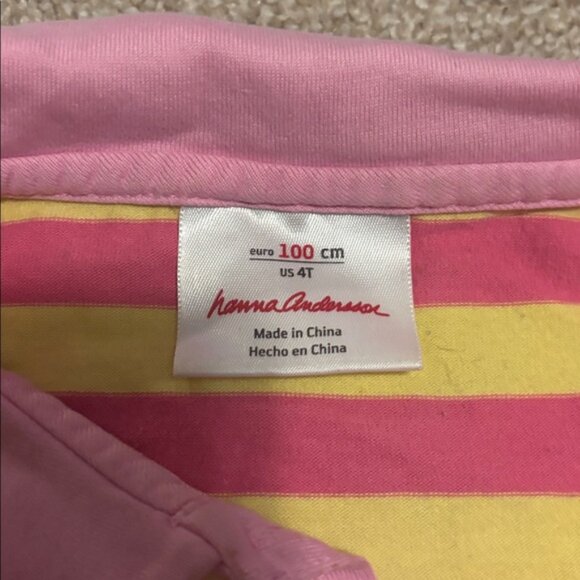 euro 100 cm
US 4T
hanna Andersson
Made in China
Hecho en China